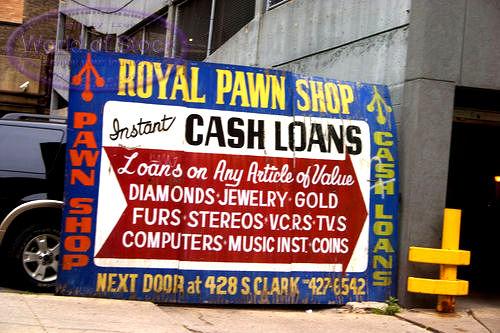 ROYAL PAWN SHOP
Instant CASH LOANS
Loans on Any Article of Value
DIAMONDS · JEWELRY · GOLD
FURS · STEREOS · V.C.R.S · T.V.S
COMPUTERS · MUSIC INST. · COINS
NEXT DOOR at 428 S CLARK 427-8542
PAWN SHOP
CASH LOANS